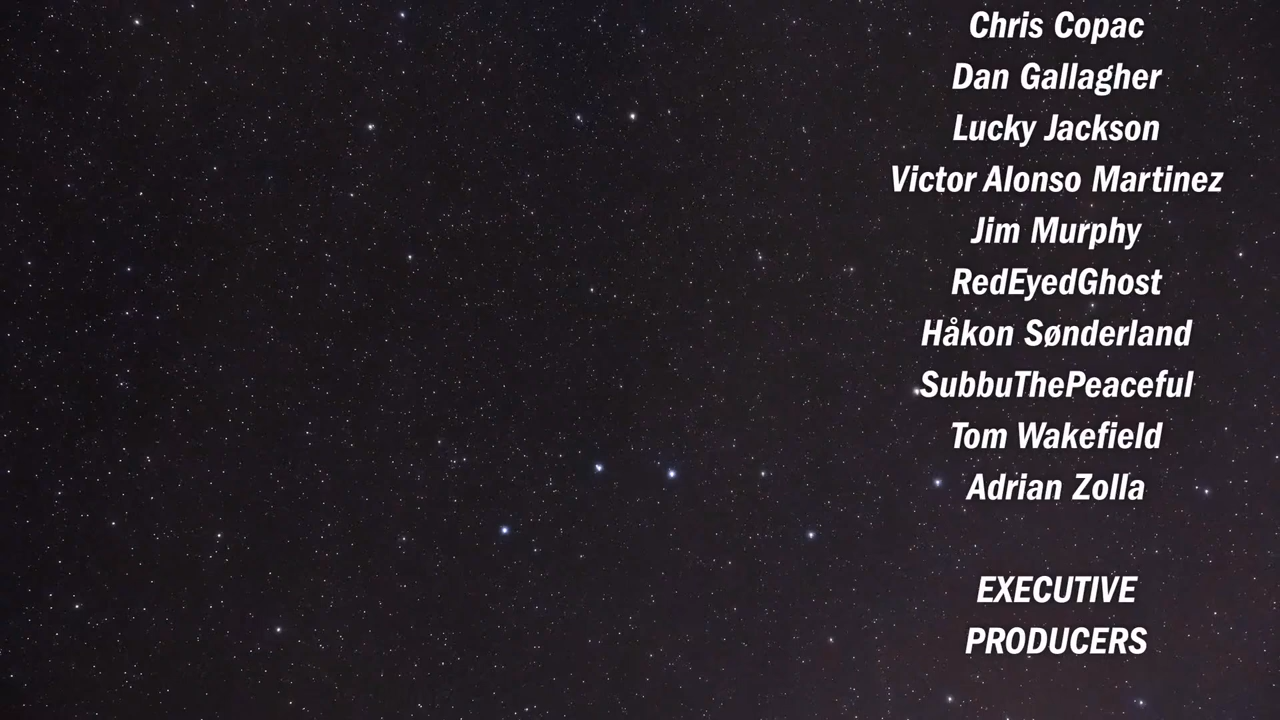 Chris Copac
Dan Gallagher
Lucky Jackson
Victor Alonso Martinez
Jim Murphy
RedEyedGhost
Håkon Sønderland
SubbuThePeaceful
Tom Wakefield
Adrian Zolla
EXECUTIVE
PRODUCERS